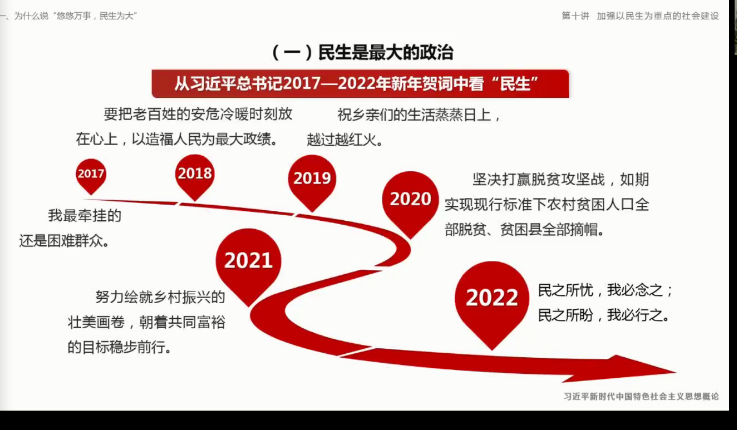 一、为什么说“悠悠万事，民生为大”
第十讲 加强以民生为重点的社会建设
（一）民生是最大的政治
从习近平总书记2017—2022年新年贺词中看“民生”
要把老百姓的安危冷暖时刻放
在心上，以造福人民为最大政绩。
祝乡亲们的生活蒸蒸日上，
越过越红火。
2017
2018
2019
2020
我最牵挂的
还是困难群众。
坚决打赢脱贫攻坚战，如期
实现现行标准下农村贫困人口全
部脱贫、贫困县全部摘帽。
2021
努力绘就乡村振兴的
壮美画卷，朝着共同富裕
的目标稳步前行。
2022
民之所忧，我必念之；
民之所盼，我必行之。
习近平新时代中国特色社会主义思想概论